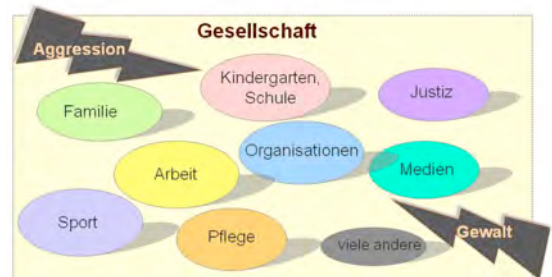 Gesellschaft
Aggression
Kindergarten,
Schule
Justiz
Familie
Organisationen
Arbeit
Medien
Sport
Pflege
viele andere
Gewalt